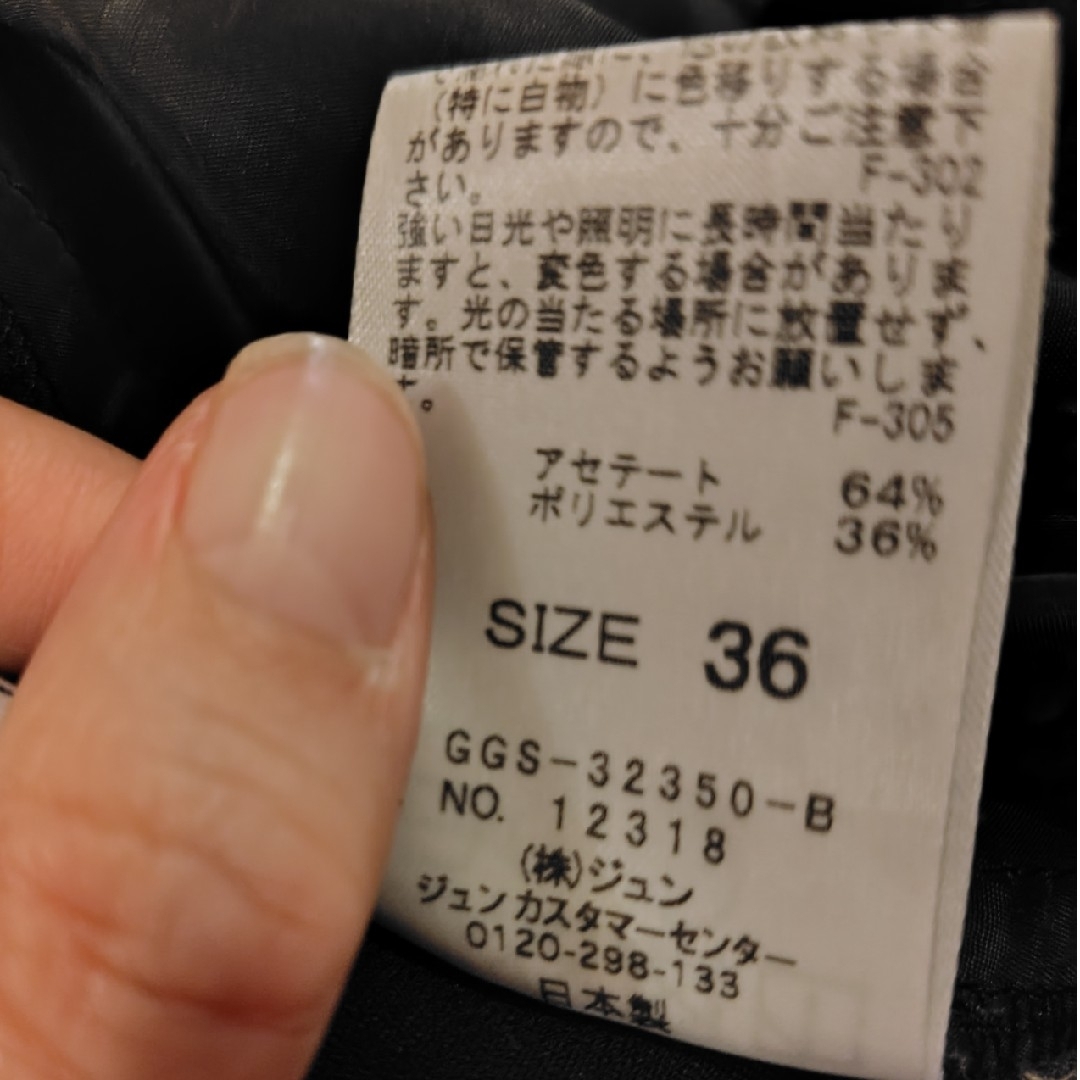 (特に白物)に色移りする場合
がありますので、十分ご注意下
さい。
F-302
強い日光や照明に長時間当たり
ますと、変色する場合がありま
す。光の当たる場所に放置せず、
暗所で保管するようお願いしま
す。
F-305
アセテート 64%
ポリエステル 36%
SIZE 36
GGS-32350-B
NO. 12318
(株)ジュン
ジュンカスタマーセンター
0120-298-133
日本製